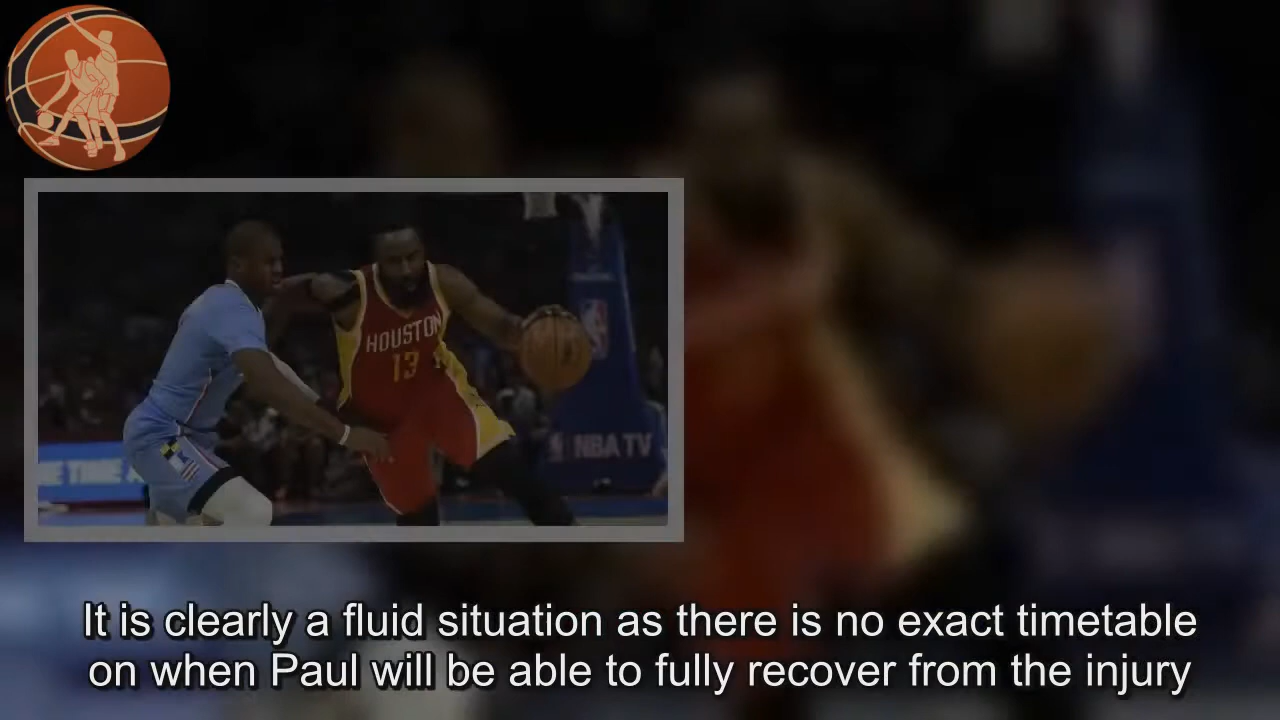 HOUSTON
13
NBA TV
It is clearly a fluid situation as there is no exact timetable
on when Paul will be able to fully recover from the injury